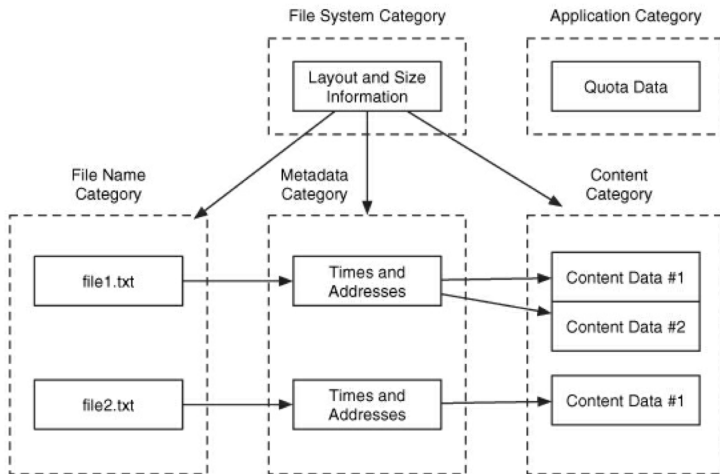 File System Category
Application Category
Layout and Size
Information
Quota Data
File Name
Category
Metadata
Category
Content
Category
file1.txt
Times and
Addresses
Content Data #1
Content Data #2
file2.txt
Times and
Addresses
Content Data #1